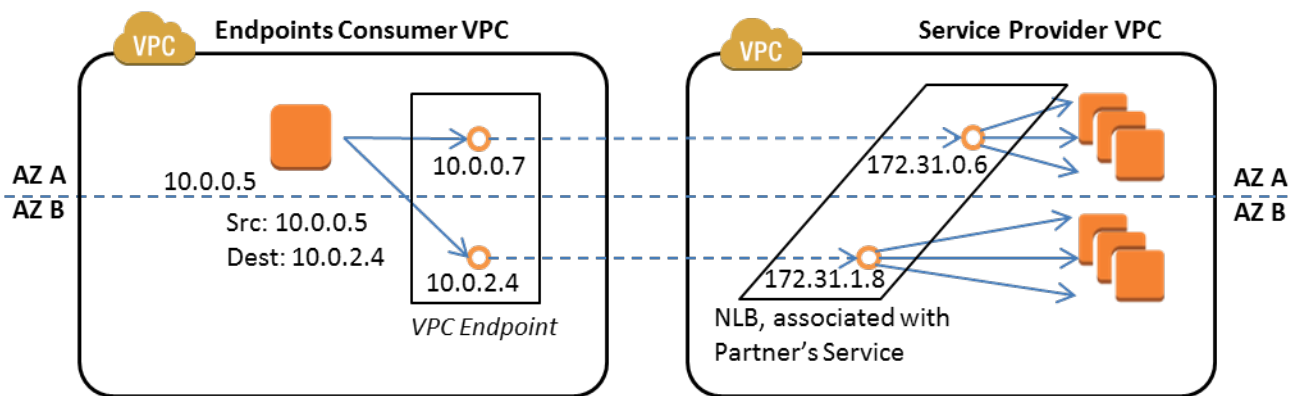 Endpoints Consumer VPC
Service Provider VPC
VPC
VPC
10.0.0.7
172.31.0.6
AZ A
10.0.0.5
AZ A
AZ B
AZ B
Src: 10.0.0.5
Dest: 10.0.2.4
10.0.2.4
172.31.1.8
VPC Endpoint
NLB, associated with
Partner's Service